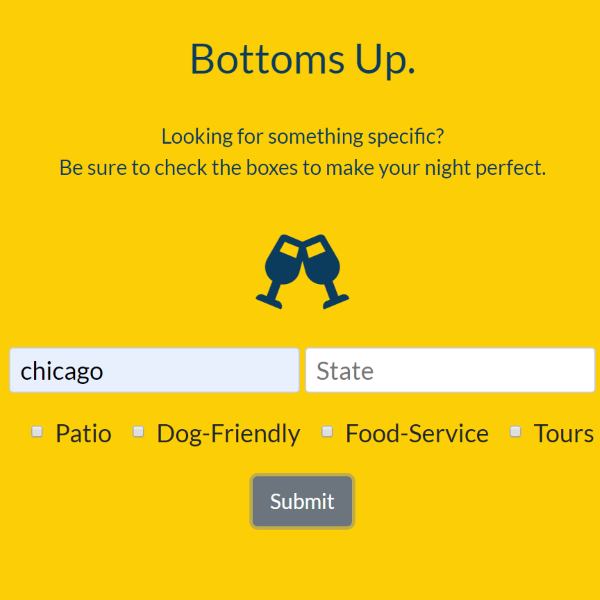 Bottoms Up.
Looking for something specific?
Be sure to check the boxes to make your night perfect.
chicago State
Patio Dog-Friendly Food-Service Tours
Submit